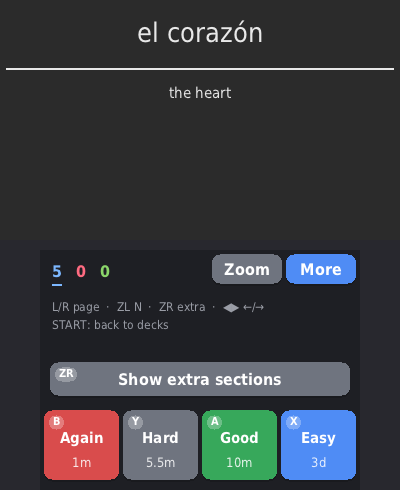 el corazón
the heart
5 0 0
Zoom
More
L/R page · ZL N · ZR extra · ◀▶ ←/→
START: back to decks
ZR Show extra sections
B Again 1m
Y Hard 5.5m
A Good 10m
X Easy 3d